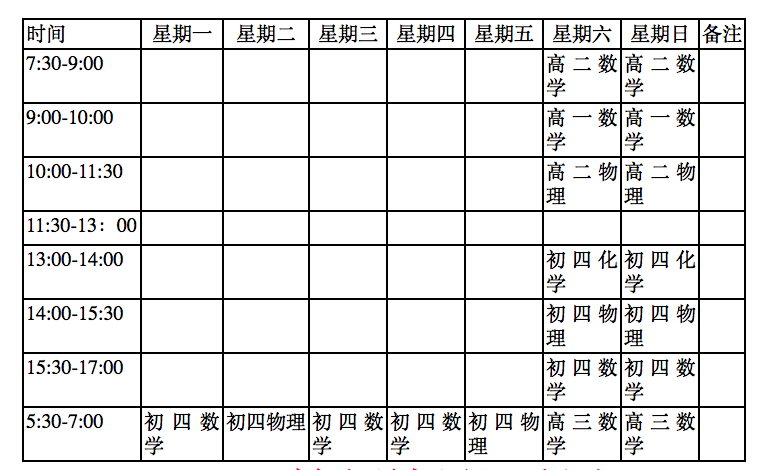 时间 星期一 星期二 星期三 星期四 星期五 星期六 星期日 备注
7:30-9:00 高二数学 高二数学
9:00-10:00 高一数学 高一数学
10:00-11:30 高二物理 高二物理
11:30-13：00
13:00-14:00 初四化学 初四化学
14:00-15:30 初四物理 初四物理
15:30-17:00 初四数学 初四数学
5:30-7:00 初四数学 初四物理 初四数学 初四数学 初四物理 高三数学 高三数学